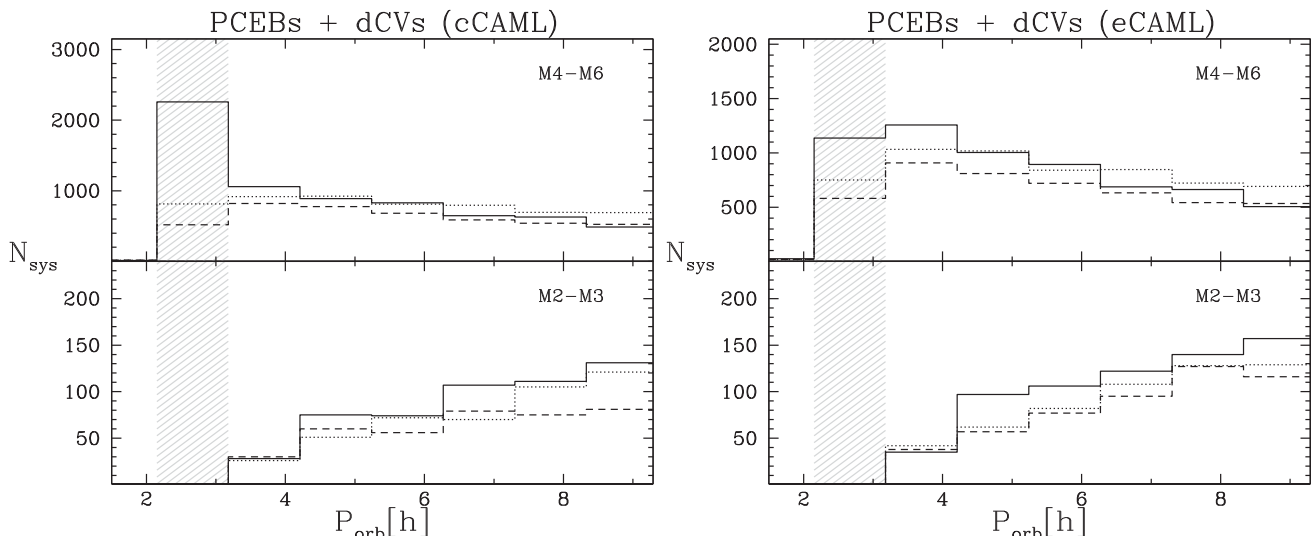 PCEBs + dCVs (cCAML)
3000
2000
1000
M4-M6
N_sys
200
150
100
50
M2-M3
2 4 6 8
P_orb[h]
PCEBs + dCVs (eCAML)
2000
1500
1000
500
M4-M6
N_sys
200
150
100
50
M2-M3
2 4 6 8
P_orb[h]